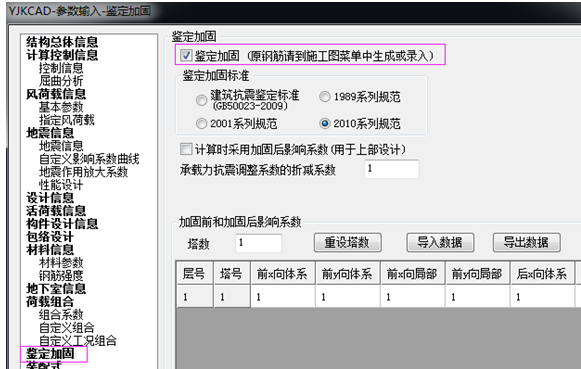 YJKCAD-参数输入-鉴定加固
结构总体信息
计算控制信息
控制信息
屈曲分析
风荷载信息
基本参数
指定风荷载
地震信息
地震信息
自定义影响系数曲线
地震作用放大系数
性能设计
设计信息
活荷载信息
构件设计信息
包络设计
材料信息
材料参数
钢筋强度
地下室信息
荷载组合
组合系数
自定义组合
自定义工况组合
鉴定加固
鉴定加固
鉴定加固（原钢筋请到施工图菜单中生成或录入）
鉴定加固标准
建筑抗震鉴定标准
(GB50023-2009)
1989系列规范
2001系列规范
2010系列规范
计算时采用加固后影响系数(用于上部设计)
承载力抗震调整系数的折减系数 1
加固前和加固后影响系数
塔数 1 重设塔数 导入数据 导出数据
层号 塔号 前x向体系 前y向体系 前x向局部 前y向局部 后x向体系
1 1 1 1 1 1 1